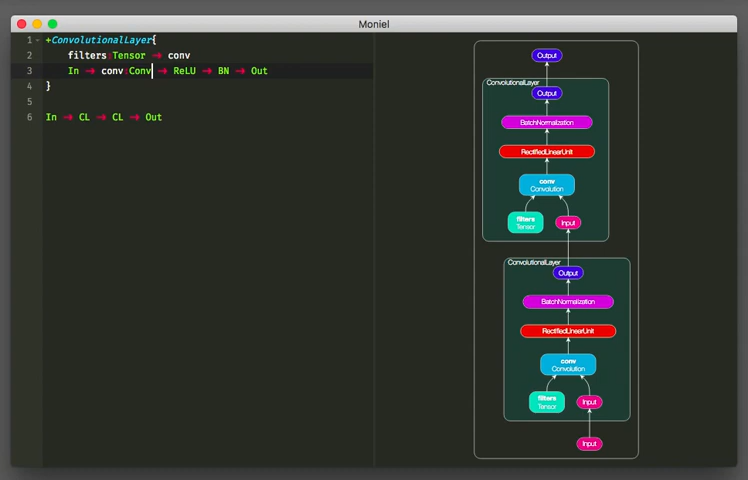 Moniel
1 +ConvolutionalLayer{
2 filters:Tensor → conv
3 In → conv:Conv → ReLU → BN → Out
4 }
5
6 In → CL → CL → Out
Output
ConvolutionalLayer
Output
BatchNormalization
RectifiedLinearUnit
conv
Convolution
filters
Tensor
Input
ConvolutionalLayer
Output
BatchNormalization
RectifiedLinearUnit
conv
Convolution
filters
Tensor
Input
Input